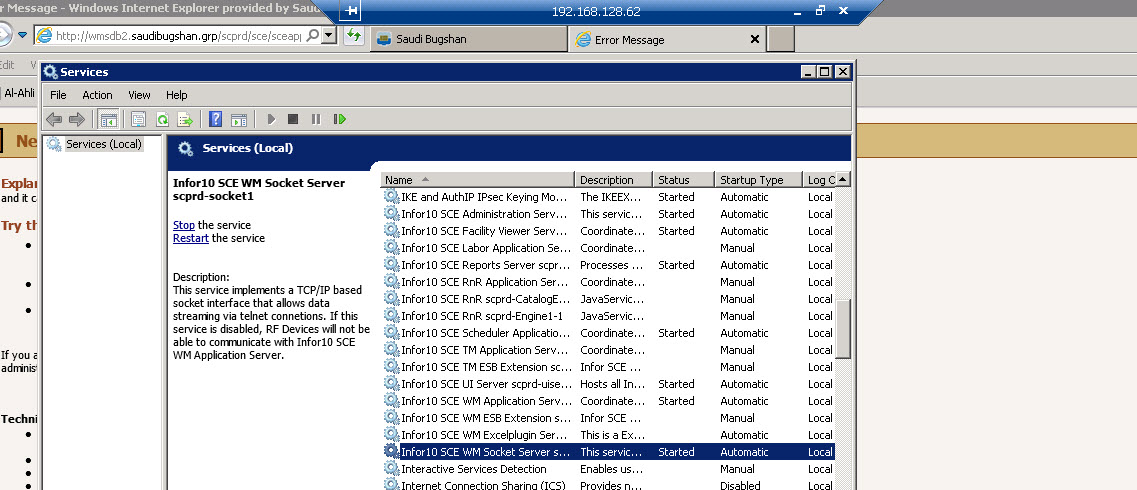 r Message - Windows Internet Explorer provided by Saud
192.168.128.62
http://wmsdb2.saudibugshan.grp/scprd/sce/sceapp
Saudi Bugshan
Error Message
Edit
Al-Ahli
Services
File Action View Help
Services (Local)
Services (Local)
Infor10 SCE WM Socket Server
scprd-socket1
Stop the service
Restart the service
Description:
This service implements a TCP/IP based
socket interface that allows data
streaming via telnet connetions. If this
service is disabled, RF Devices will not be
able to communicate with Infor10 SCE
WM Application Server.
Name Description Status Startup Type Log O
IKE and AuthIP IPsec Keying Mo... The IKEEX... Started Automatic Local
Infor10 SCE Administration Serv... This servic... Started Automatic Local
Infor10 SCE Facility Viewer Serv... Coordinate... Started Automatic Local
Infor10 SCE Labor Application Se... Coordinate... Manual Local
Infor10 SCE Reports Server scpr... Processes ... Started Automatic Local
Infor10 SCE RnR Application Serv... Coordinate... Manual Local
Infor10 SCE RnR scprd-CatalogE... JavaServic... Manual Local
Infor10 SCE RnR scprd-Engine1-1 JavaServic... Manual Local
Infor10 SCE Scheduler Applicatio... Coordinate... Started Automatic Local
Infor10 SCE TM Application Serv... Coordinate... Manual Local
Infor10 SCE TM ESB Extension sc... Infor SCE ... Manual Local
Infor10 SCE UI Server scprd-uise... Hosts all In... Started Automatic Local
Infor10 SCE WM Application Serv... Coordinate... Started Automatic Local
Infor10 SCE WM ESB Extension s... Infor SCE ... Manual Local
Infor10 SCE WM Excelplugin Ser... This is a Ex... Automatic Local
Infor10 SCE WM Socket Server s... This servic... Started Automatic Local
Interactive Services Detection Enables us... Manual Local
Internet Connection Sharing (ICS) Provides n... Disabled Local
Ne
Explan
and it c
Try th
If you a
administ
Techni